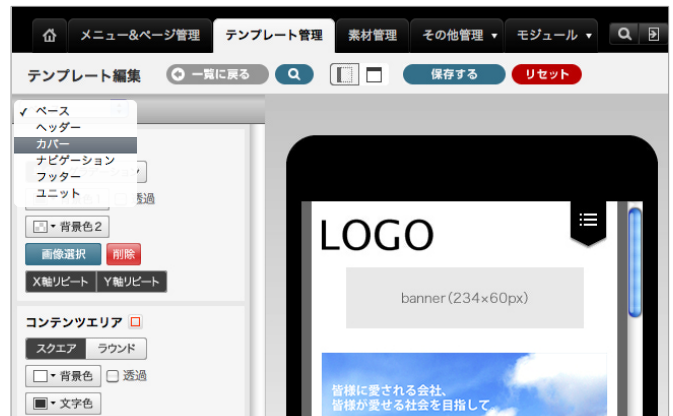 メニュー&ページ管理
テンプレート管理
素材管理
その他管理
モジュール
テンプレート編集
一覧に戻る
保存する
リセット
ベース
ヘッダー
カバー
ナビゲーション
フッター
ユニット
透過
背景色2
画像選択 削除
X軸リピート Y軸リピート
コンテンツエリア
スクエア ラウンド
背景色 透過
文字色
LOGO
banner(234×60px)
皆様に愛される会社、
皆様が愛せる社会を目指して